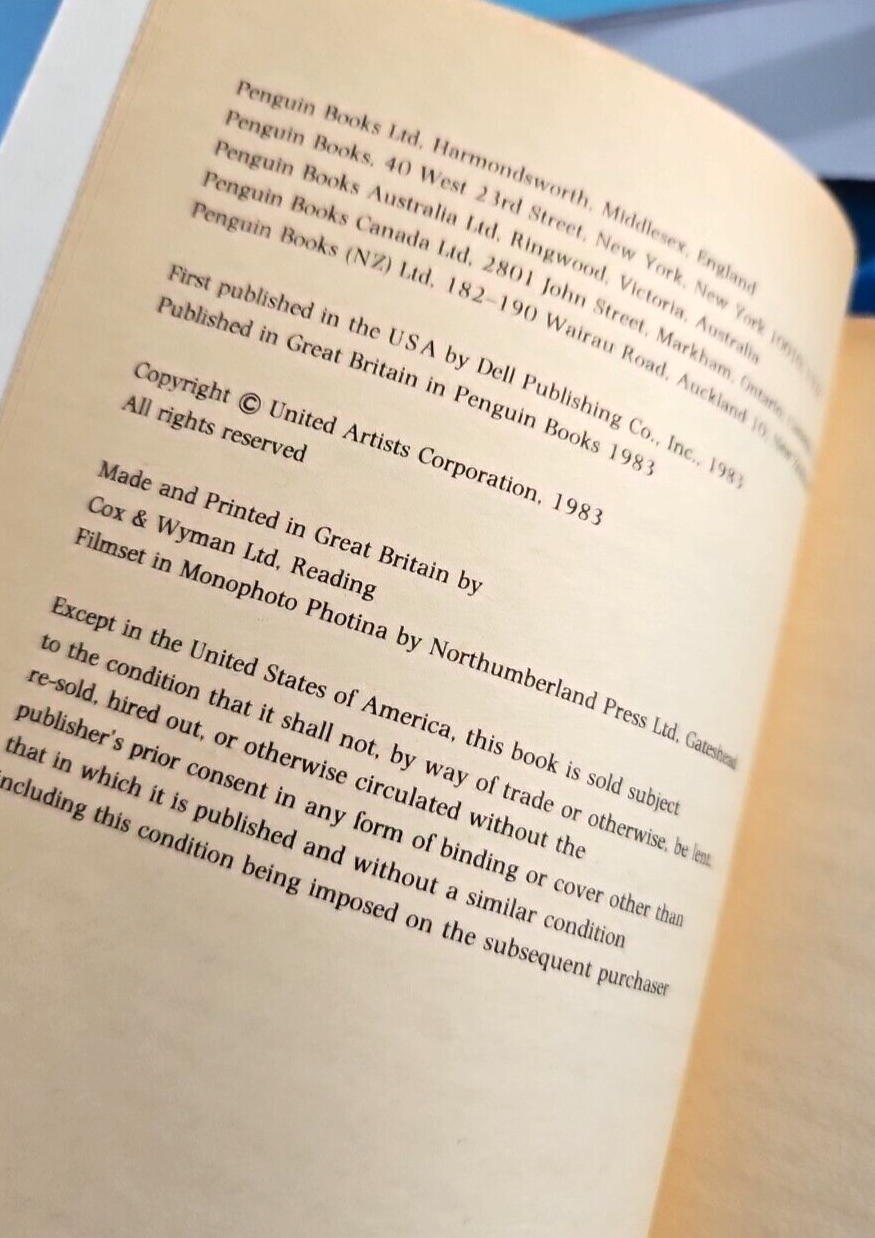 Penguin Books Ltd, Harmondsworth, Middlesex, England
Penguin Books, 40 West 23rd Street, New York, New York
Penguin Books Australia Ltd, Ringwood, Victoria, Australia
Penguin Books Canada Ltd, 2801 John Street, Markham, Ontario,
Penguin Books (NZ) Ltd, 182–190 Wairau Road, Auckland 10, New
First published in the USA by Dell Publishing Co., Inc., 1983
Published in Great Britain in Penguin Books 1983
Copyright © United Artists Corporation, 1983
All rights reserved
Made and Printed in Great Britain by
Cox & Wyman Ltd, Reading
Filmset in Monophoto Photina by Northumberland Press Ltd, Gateshead
Except in the United States of America, this book is sold subject
to the condition that it shall not, by way of trade or otherwise, be lent,
re-sold, hired out, or otherwise circulated without the
publisher's prior consent in any form of binding or cover other than
that in which it is published and without a similar condition
including this condition being imposed on the subsequent purchaser